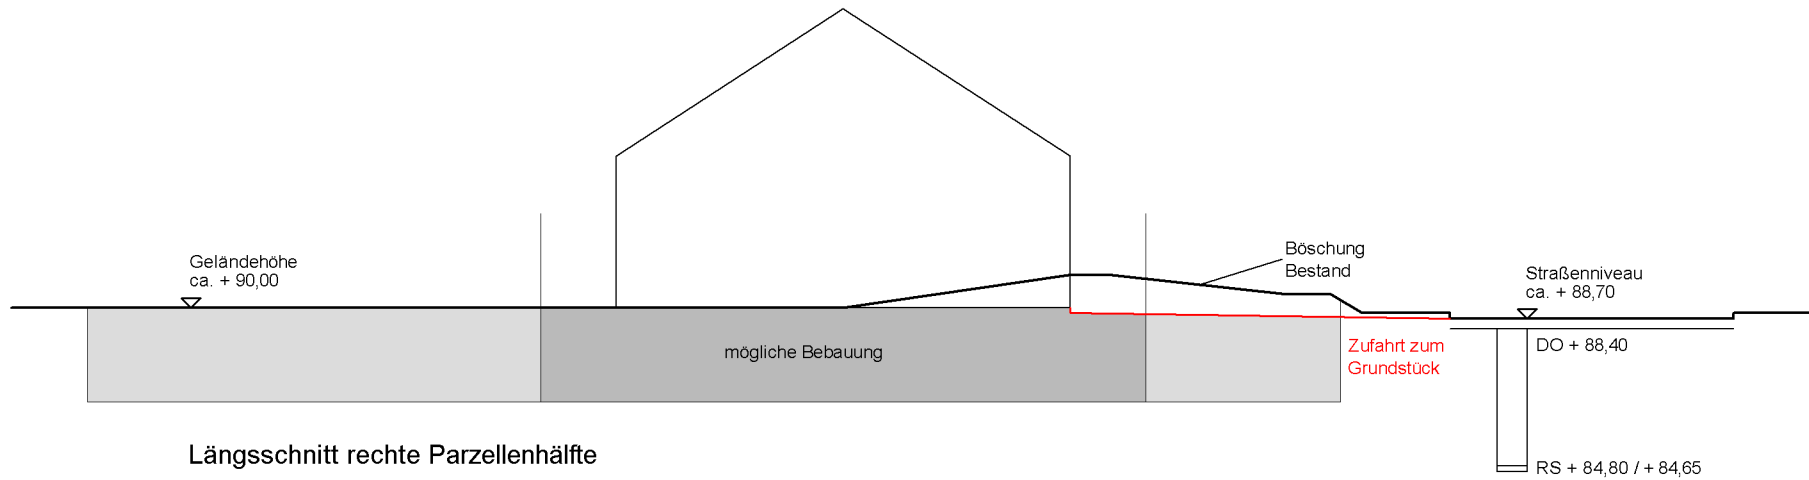 Geländehöhe
ca. + 90,00
Böschung
Bestand
Straßenniveau
ca. + 88,70
mögliche Bebauung
Zufahrt zum
Grundstück
DO + 88,40
Längsschnitt rechte Parzellenhälfte
RS + 84,80 / + 84,65